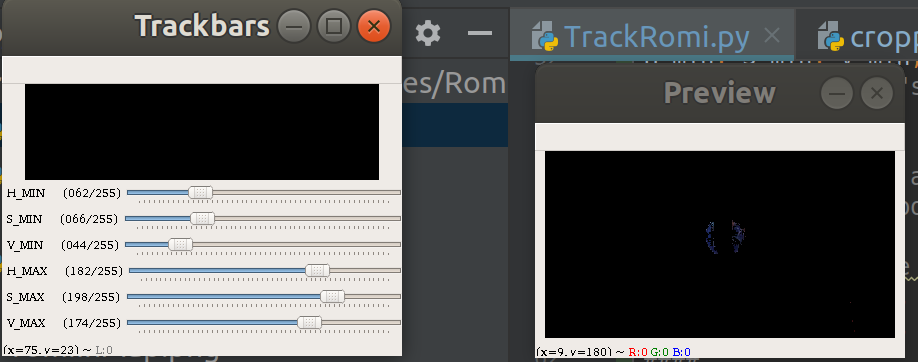 Trackbars
es/Rom
TrackRomi.py
cropp
Preview
H_MIN (062/255)
S_MIN (066/255)
V_MIN (044/255)
H_MAX (182/255)
S_MAX (198/255)
V_MAX (174/255)
(x=75, y=23) ~ L:0
(x=9, y=180) ~ R:0 G:0 B:0